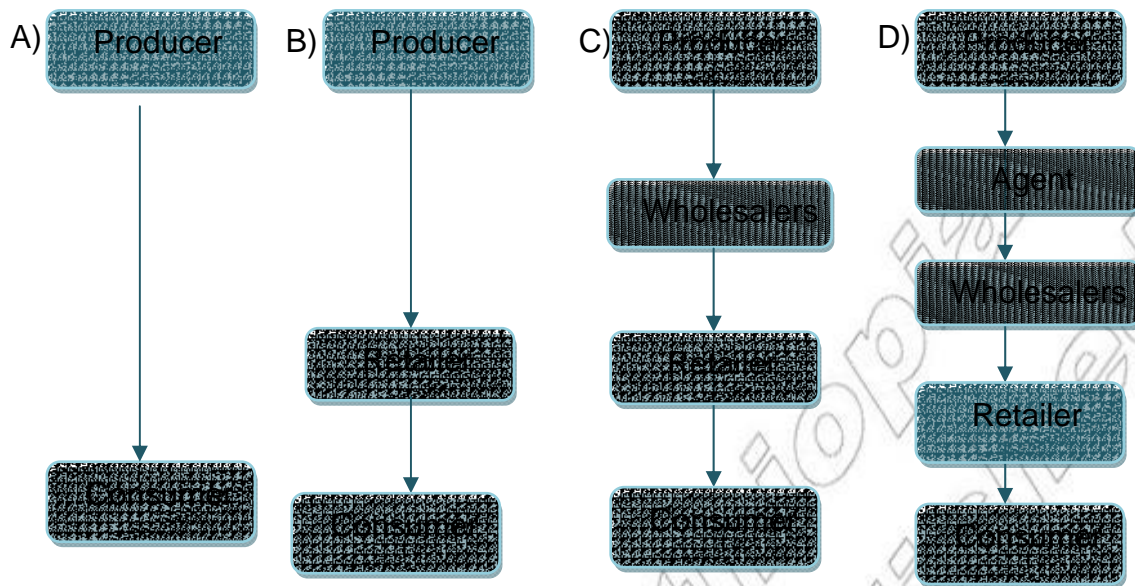 A)
Producer
Consumer
B)
Producer
Retailer
Consumer
C)
Producer
Wholesalers
Retailer
Consumer
D)
Producer
Agent
Wholesalers
Retailer
Consumer